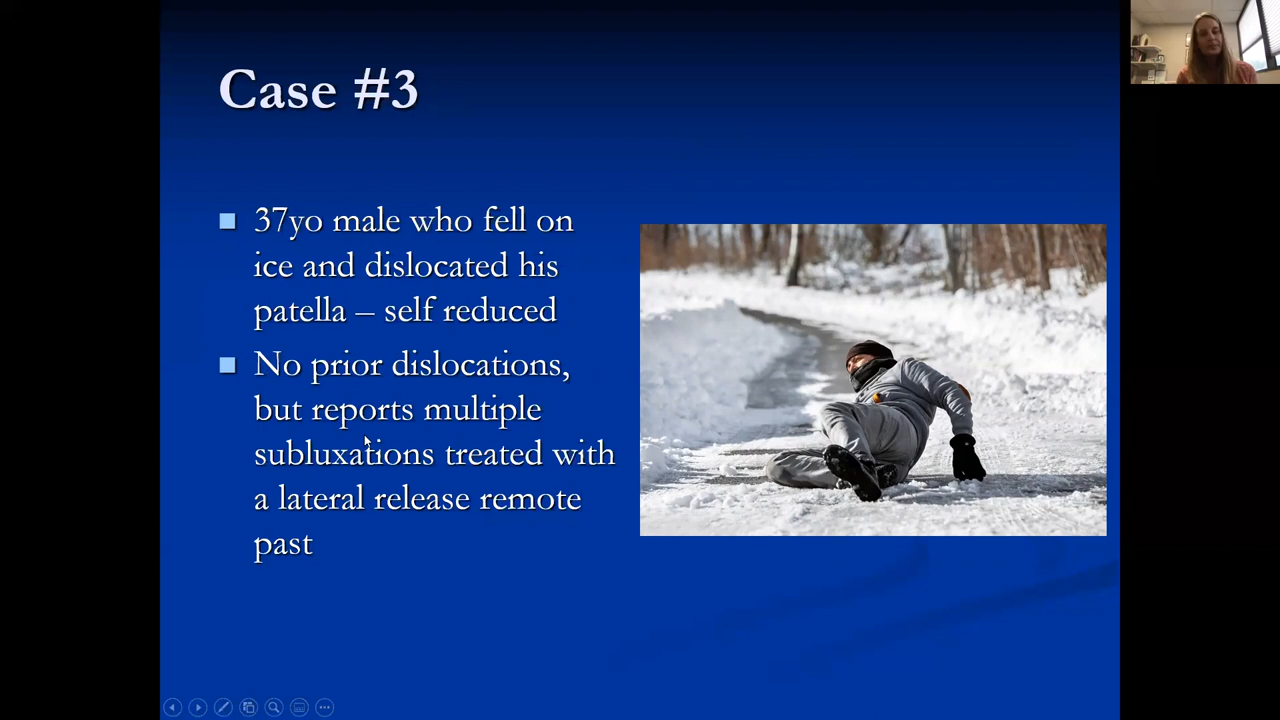 Case #3
37yo male who fell on
ice and dislocated his
patella – self reduced
No prior dislocations,
but reports multiple
subluxations treated with
a lateral release remote
past